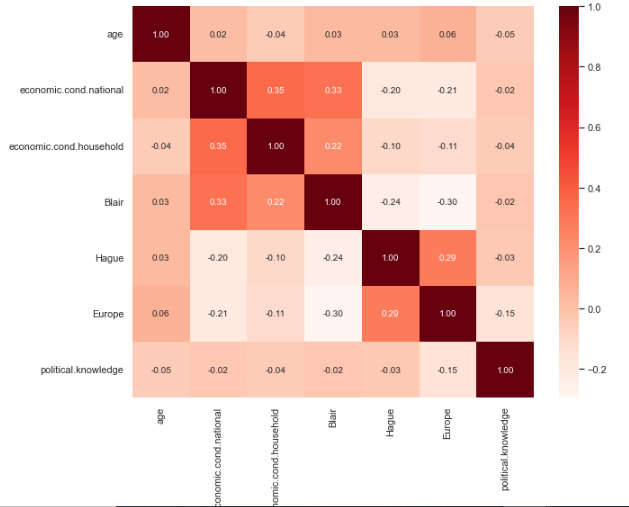 age 1.00 0.02 -0.04 0.03 0.03 0.06 -0.05
economic.cond.national 0.02 1.00 0.35 0.33 -0.20 -0.21 -0.02
economic.cond.household -0.04 0.35 1.00 0.22 -0.10 -0.11 -0.04
Blair 0.03 0.33 0.22 1.00 -0.24 -0.30 -0.02
Hague 0.03 -0.20 -0.10 -0.24 1.00 0.29 -0.03
Europe 0.06 -0.21 -0.11 -0.30 0.29 1.00 -0.15
political.knowledge -0.05 -0.02 -0.04 -0.02 -0.03 -0.15 1.00
age
onomic.cond.national
nomic.cond.household
Blair
Hague
Europe
political.knowledge
1.0
0.8
0.6
0.4
0.2
0.0
−0.2